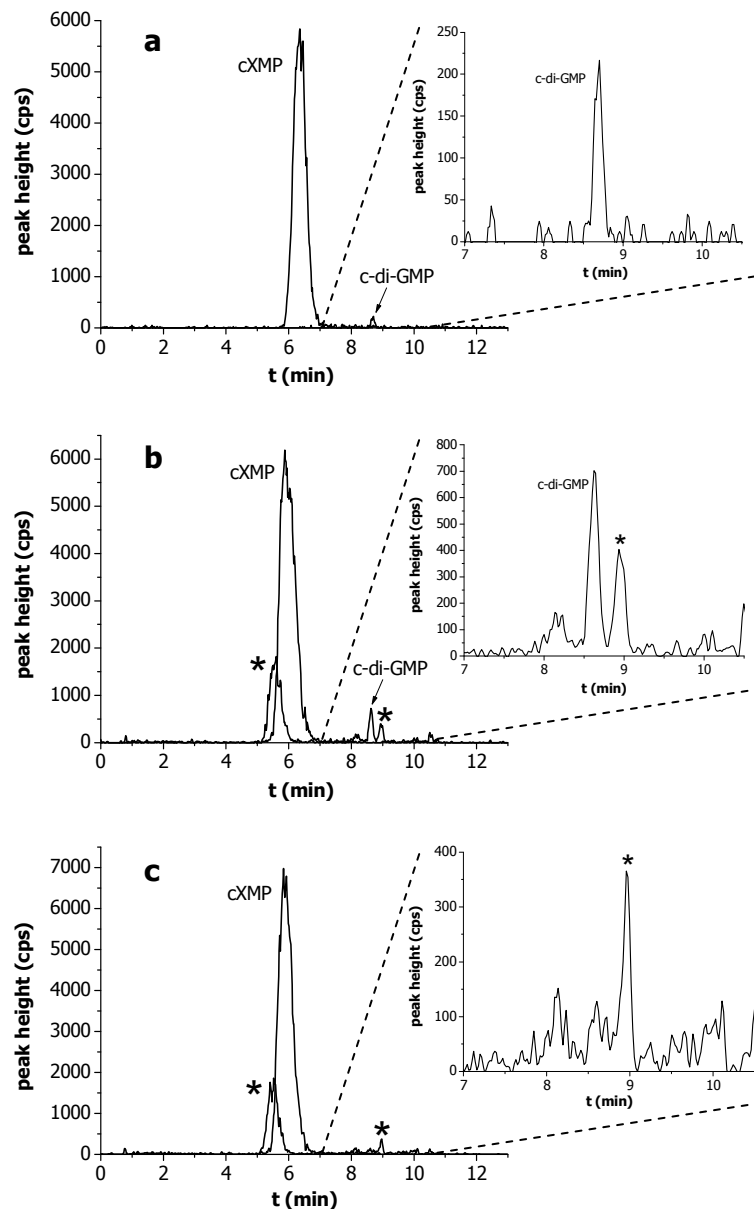 a
cXMP
c-di-GMP
peak height (cps)
6000
5000
4000
3000
2000
1000
0
0 2 4 6 8 10 12
t (min)
c-di-GMP
peak height (cps)
250
200
150
100
50
0
7 8 9 10
t (min)
b
cXMP
*
c-di-GMP
*
peak height (cps)
6000
5000
4000
3000
2000
1000
0
0 2 4 6 8 10 12
t (min)
c-di-GMP
*
peak height (cps)
800
700
600
500
400
300
200
100
0
7 8 9 10
t (min)
c
cXMP
*
*
peak height (cps)
7000
6000
5000
4000
3000
2000
1000
0
0 2 4 6 8 10 12
t (min)
*
peak height (cps)
400
300
200
100
0
7 8 9 10
t (min)